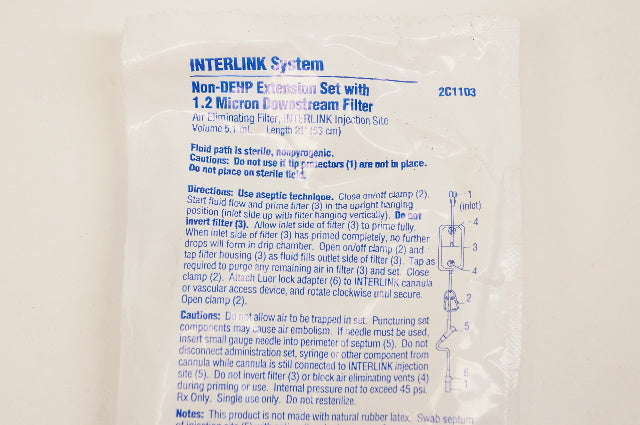 INTERLINK System
Non-DEHP Extension Set with
2C1103
1.2 Micron Downstream Filter
Air Eliminating Filter, INTERLINK Injection Site
Volume 5.1 mL Length 21" (53 cm)
Fluid path is sterile, nonpyrogenic.
Cautions: Do not use if tip protectors (1) are not in place.
Do not place on sterile field.
Directions: Use aseptic technique. Close on/off clamp (2).
Start fluid flow and prime filter (3) in the upright hanging
position (inlet side up with filter hanging vertically). Do not
invert filter (3). Allow inlet side of filter (3) to prime fully.
When inlet side of filter (3) has primed completely, no further
drops will form in drip chamber. Open on/off clamp (2) and
tap filter housing (3) as fluid fills outlet side of filter (3). Tap as
required to purge any remaining air in filter (3) and set. Close
clamp (2). Attach Luer lock adapter (6) to INTERLINK cannula
or vascular access device, and rotate clockwise until secure.
Open clamp (2).
Cautions: Do not allow air to be trapped in set. Puncturing set
components may cause air embolism. If needle must be used,
insert small gauge needle into perimeter of septum (5). Do not
disconnect administration set, syringe or other component from
cannula while cannula is still connected to INTERLINK injection
site (5). Do not invert filter (3) or block air eliminating vents (4)
during priming or use. Internal pressure not to exceed 45 psi.
Rx Only. Single use only. Do not resterilize.
Notes: This product is not made with natural rubber latex. Swab septum
1
(inlet)
4
3
4
2
5
6
1